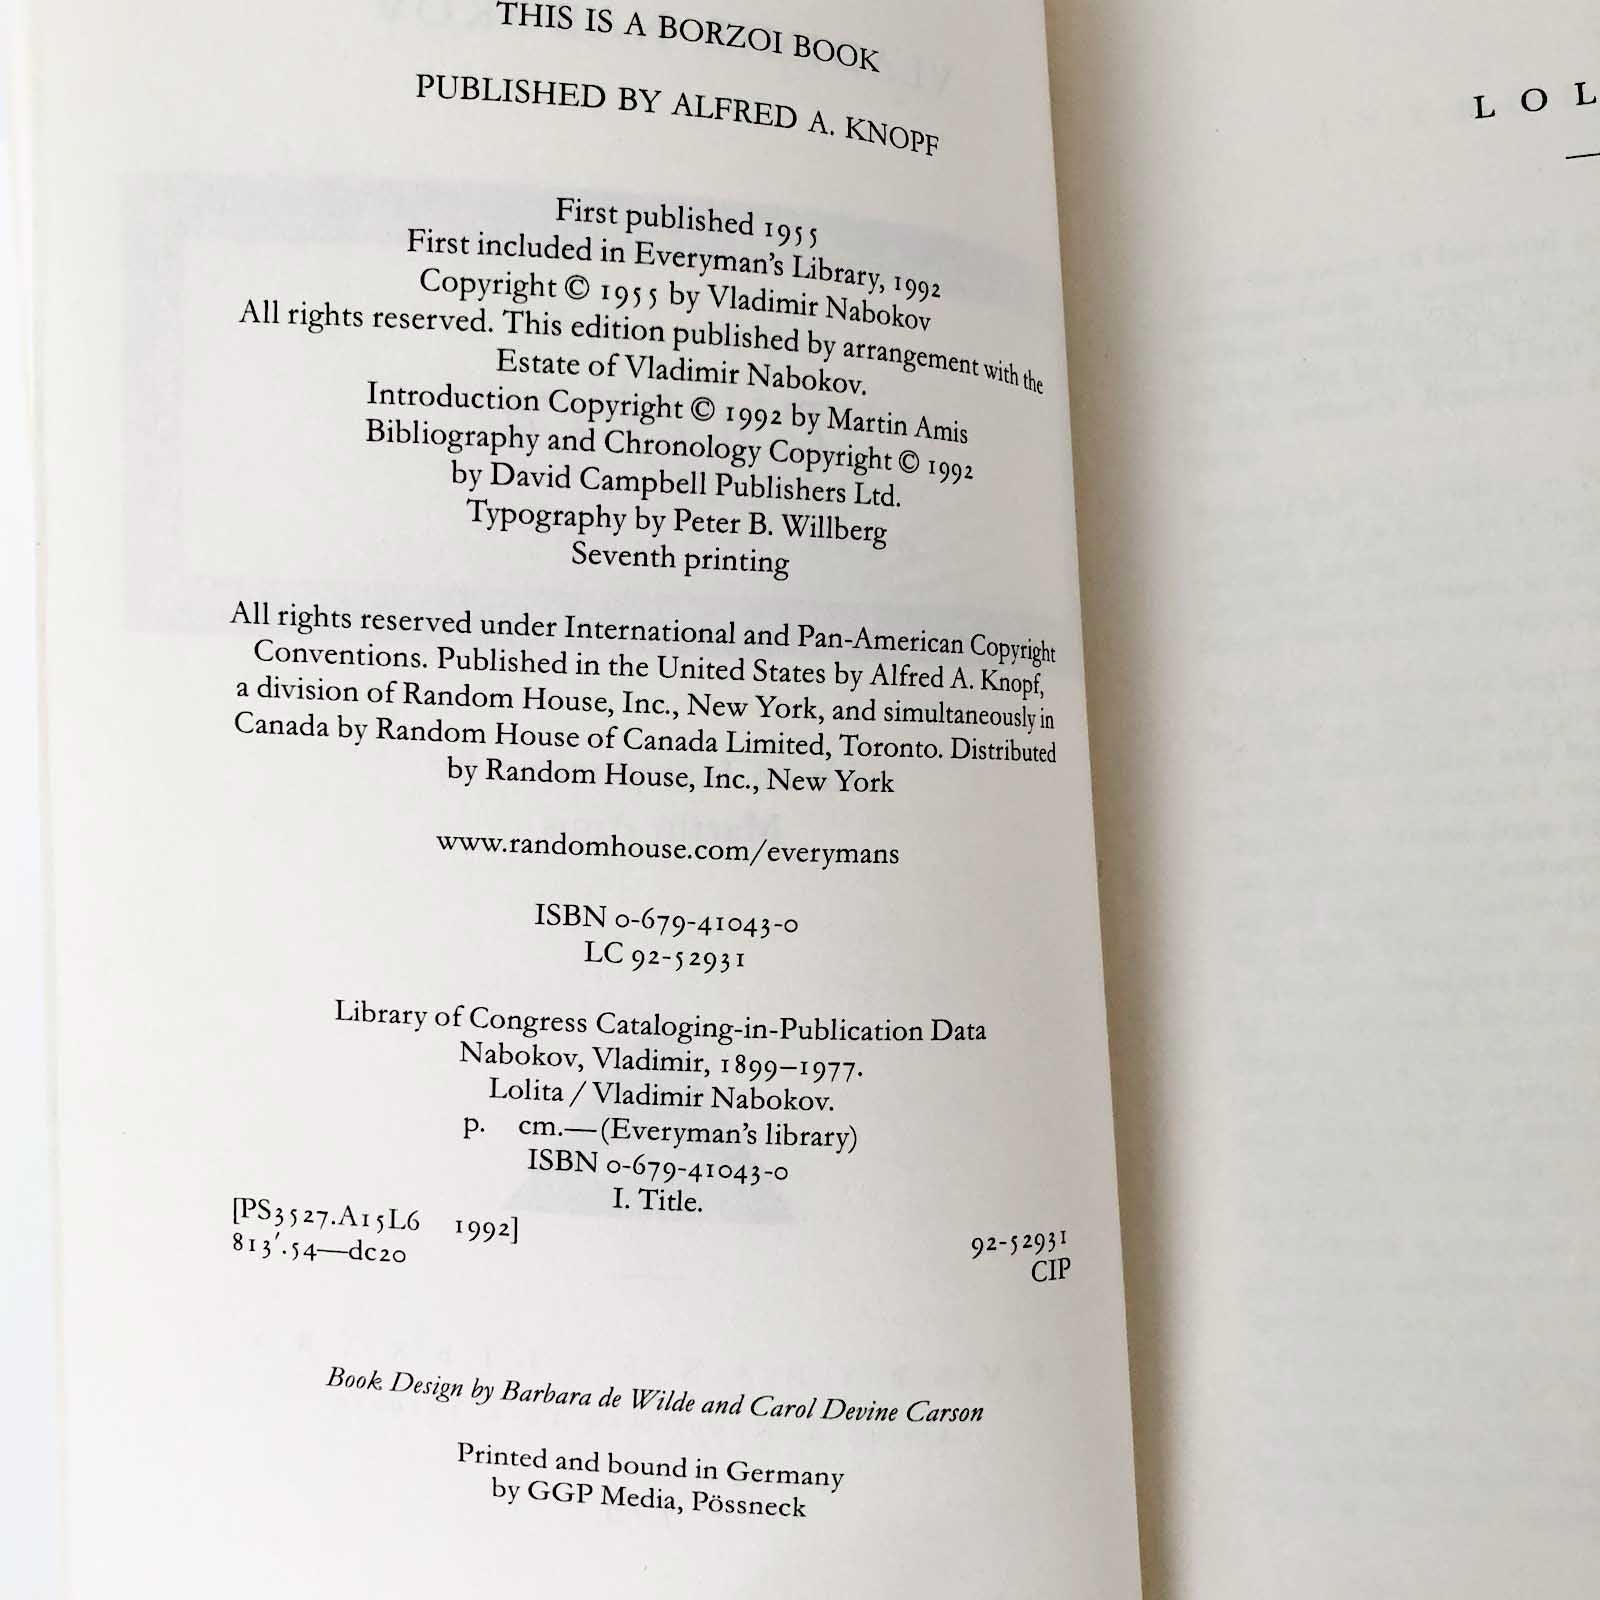 THIS IS A BORZOI BOOK
PUBLISHED BY ALFRED A. KNOPF
First published 1955
First included in Everyman's Library, 1992
Copyright © 1955 by Vladimir Nabokov
All rights reserved. This edition published by arrangement with the
Estate of Vladimir Nabokov.
Introduction Copyright © 1992 by Martin Amis
Bibliography and Chronology Copyright © 1992
by David Campbell Publishers Ltd.
Typography by Peter B. Willberg
Seventh printing
All rights reserved under International and Pan-American Copyright
Conventions. Published in the United States by Alfred A. Knopf,
a division of Random House, Inc., New York, and simultaneously in
Canada by Random House of Canada Limited, Toronto. Distributed
by Random House, Inc., New York
www.randomhouse.com/everymans
ISBN 0-679-41043-0
LC 92-52931
Library of Congress Cataloging-in-Publication Data
Nabokov, Vladimir, 1899–1977.
Lolita / Vladimir Nabokov.
p. cm.—(Everyman's library)
ISBN 0-679-41043-0
I. Title.
[PS3527.A15L6 1992]
813'.54—dc20
92-52931
CIP
Book Design by Barbara de Wilde and Carol Devine Carson
Printed and bound in Germany
by GGP Media, Pössneck
L O L